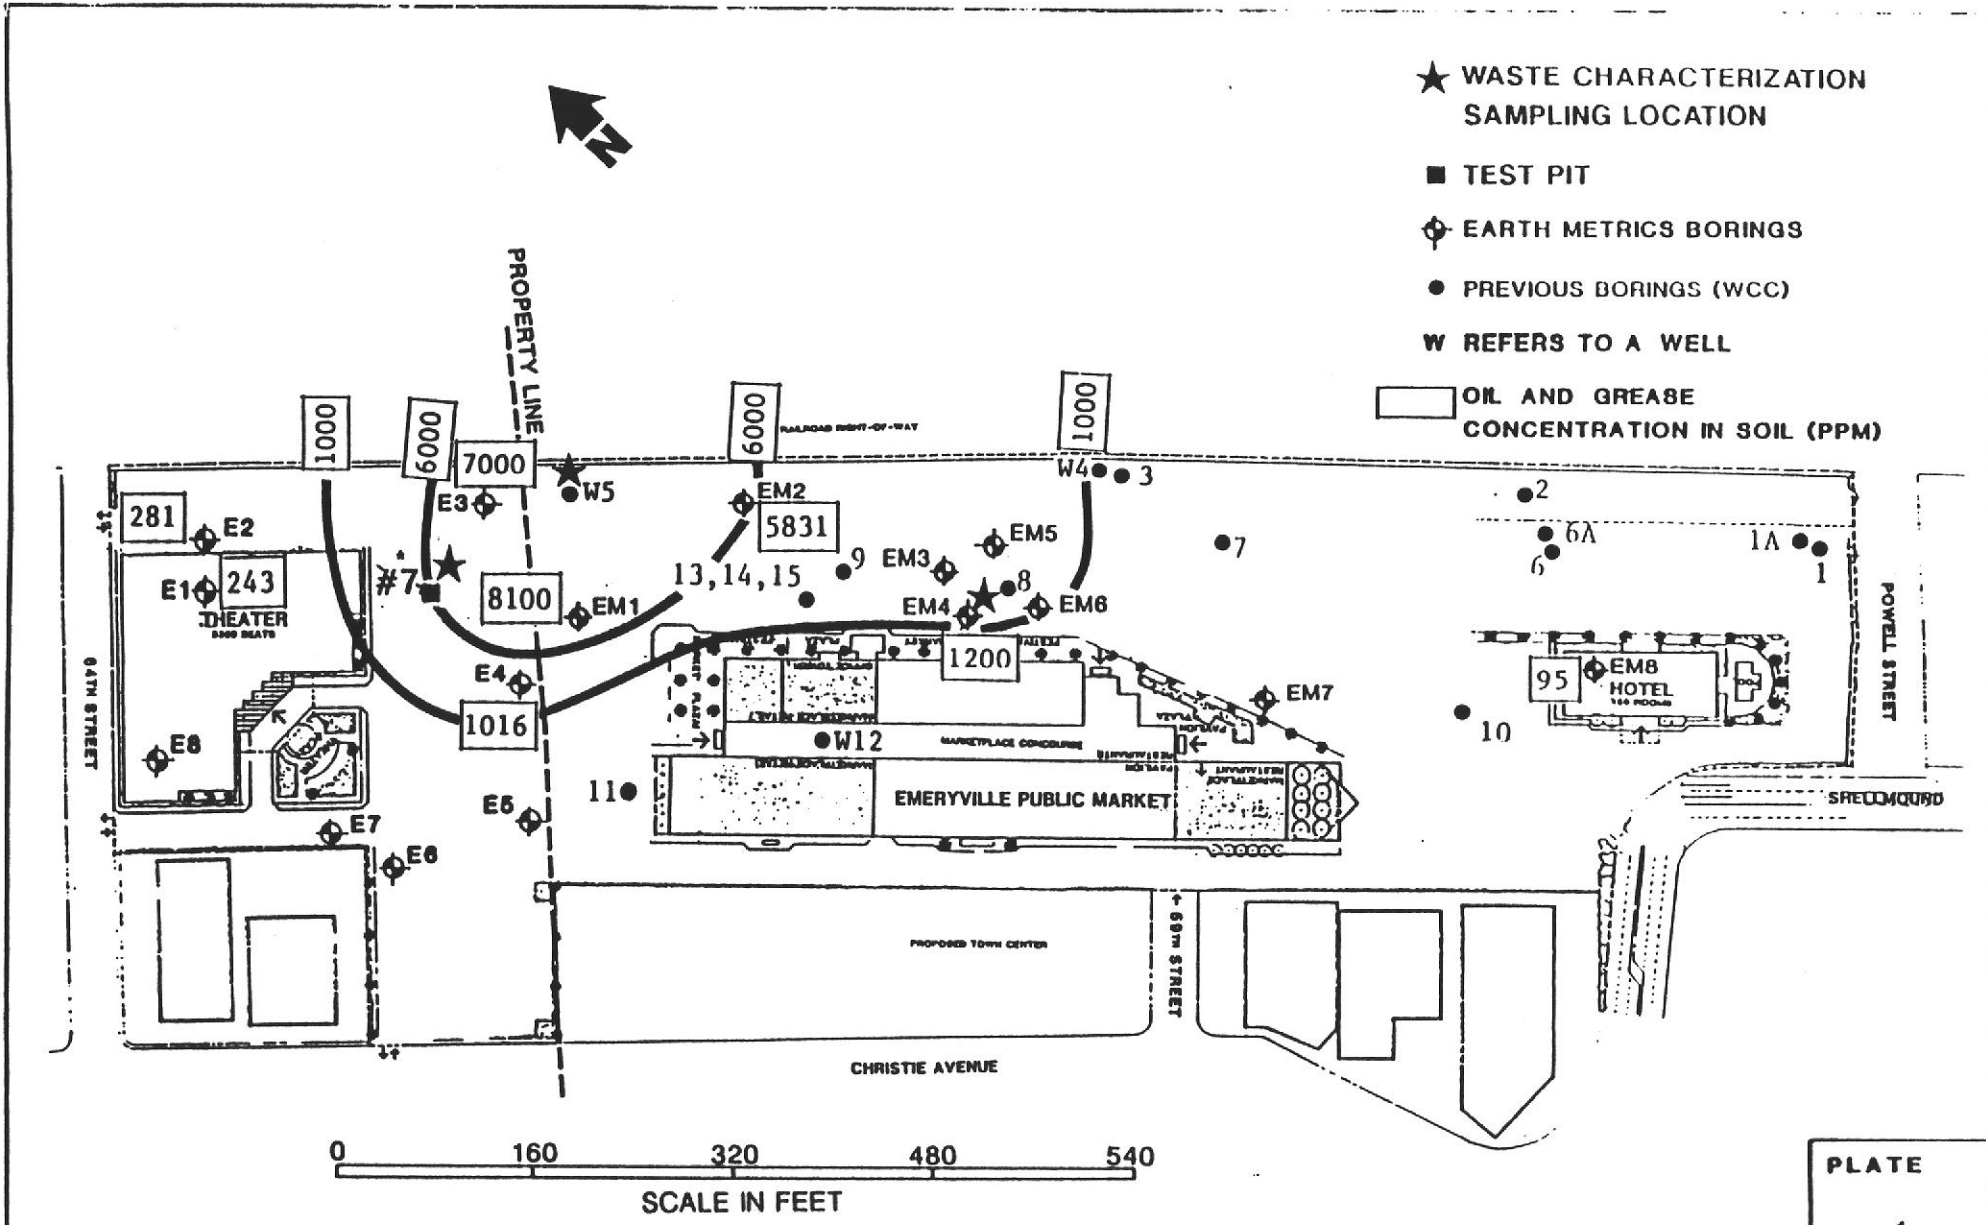 WASTE CHARACTERIZATION
SAMPLING LOCATION
TEST PIT
EARTH METRICS BORINGS
PREVIOUS BORINGS (WCC)
W REFERS TO A WELL
OIL AND GREASE
CONCENTRATION IN SOIL (PPM)
N
PROPERTY LINE
RAILROAD RIGHT-OF-WAY
1000
6000
7000
6000
1000
W5
E3
EM2
5831
W4
3
2
281
E2
E1
243
THEATER
#7
*
8100
EM1
13,14,15
9
EM3
EM5
8
EM4
EM6
7
6A
6
1A
1
POWELL STREET
64TH STREET
E4
1016
1200
EM7
95
EM8
HOTEL
10
E8
W12
MARKETPLACE CONCOURSE
11
EMERYVILLE PUBLIC MARKET
E5
E7
E6
SHELLMOUND
PROPOSED TOWN CENTER
59TH STREET
CHRISTIE AVENUE
0 160 320 480 540
SCALE IN FEET
PLATE